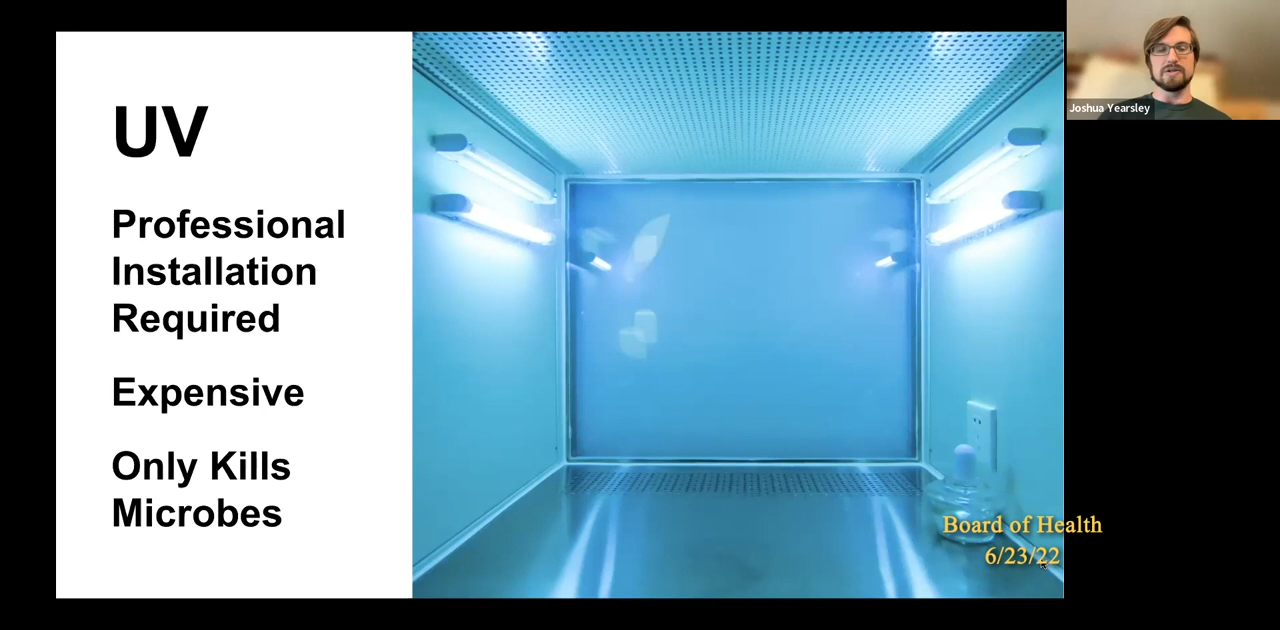 UV
Professional
Installation
Required
Expensive
Only Kills
Microbes
Joshua Yearsley
Board of Health
6/23/22